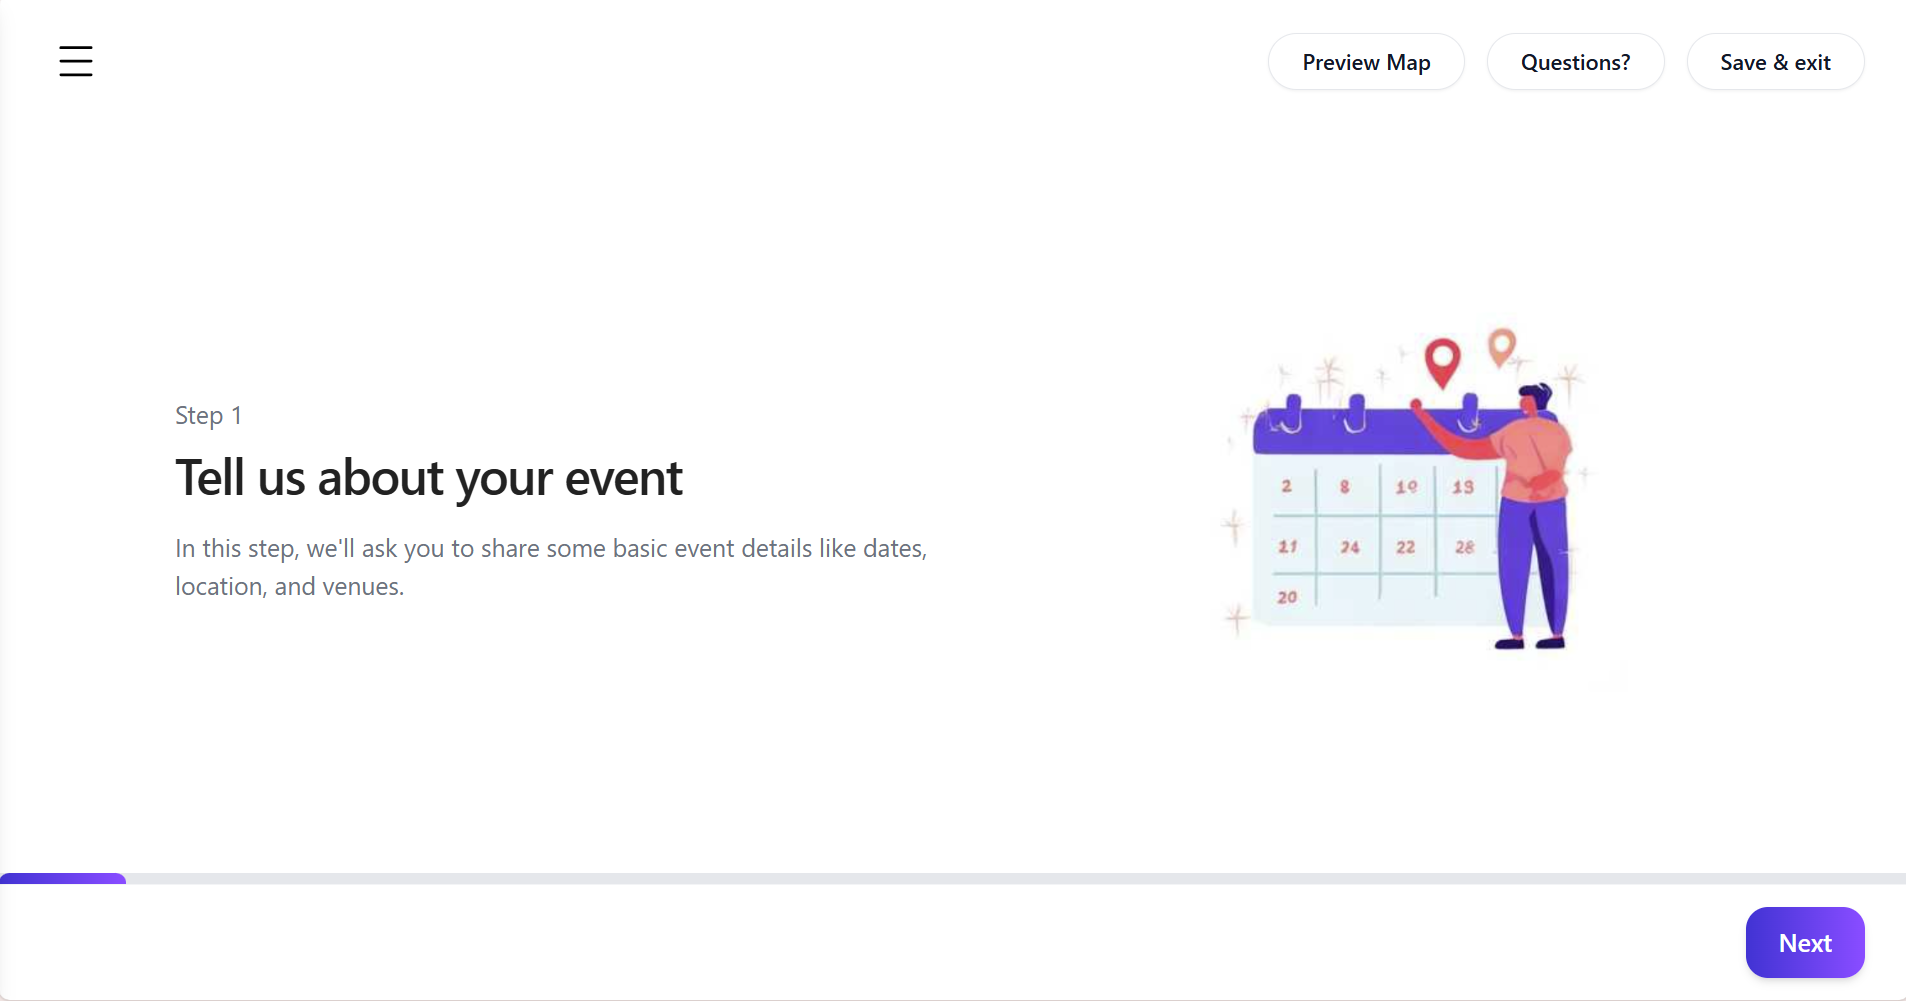 Preview Map
Questions?
Save & exit
Step 1
Tell us about your event
In this step, we'll ask you to share some basic event details like dates,
location, and venues.
2 8 19 13
11 24 22 28
20
Next